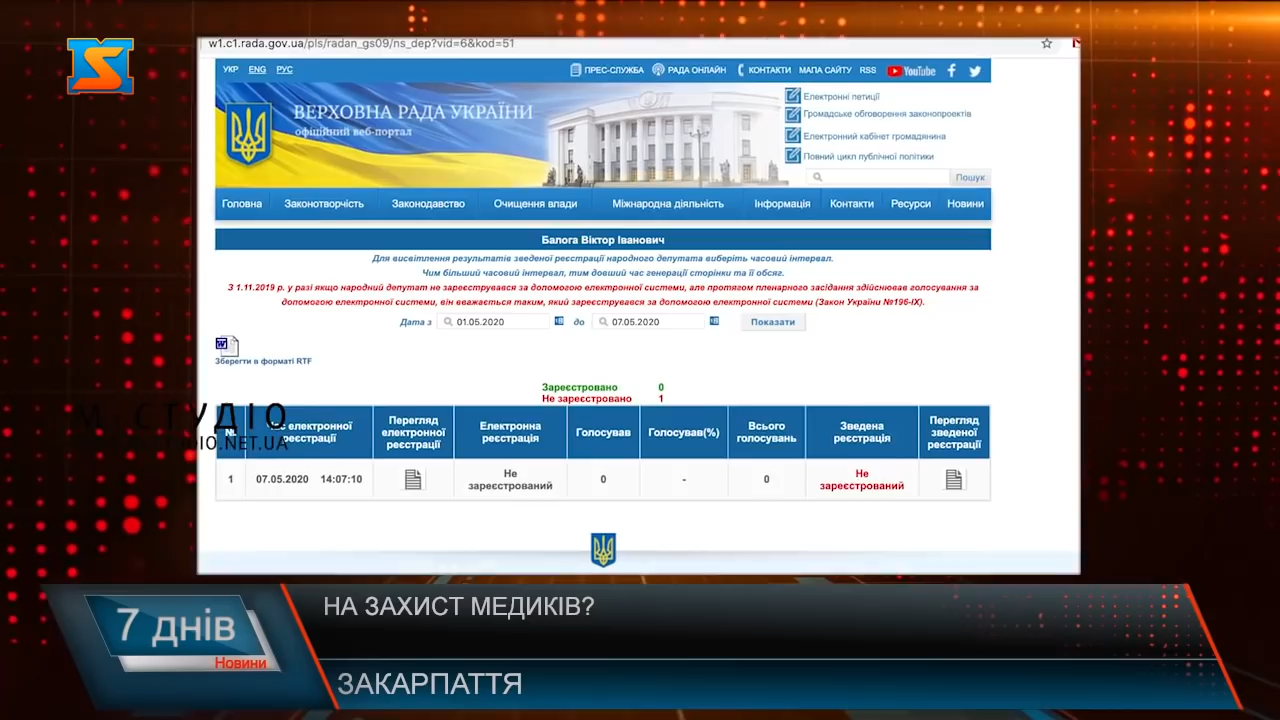 w1.c1.rada.gov.ua/pls/radan_gs09/ns_dep?vid=6&kod=51
УКР ENG РУС
ПРЕС-СЛУЖБА РАДА ОНЛАЙН КОНТАКТИ МАПА САЙТУ RSS YouTube
ВЕРХОВНА РАДА УКРАЇНИ
офіційний веб-портал
Електронні петиції
Громадське обговорення законопроектів
Електронний кабінет громадянина
Повний цикл публічної політики
Пошук
Головна Законотворчість Законодавство Очищення влади Міжнародна діяльність Інформація Контакти Ресурси Новини
Балога Віктор Іванович
Для висвітлення результатів зведеної реєстрації народного депутата виберіть часовий інтервал.
Чим більший часовий інтервал, тим довший час генерації сторінки та її обсяг.
З 1.11.2019 р. у разі якщо народний депутат не зареєструвався за допомогою електронної системи, але протягом пленарного засідання здійснював голосування за
допомогою електронної системи, він вважається таким, який зареєструвався за допомогою електронної системи (Закон України №196-IX).
Дата з 01.05.2020 до 07.05.2020 Показати
Зберегти в форматі RTF
Зареєстровано 0
Не зареєстровано 1
М СТУДІО
STUDIO.NET.UA
№ електронної
реєстрації
Перегляд
електронної
реєстрації
Електронна
реєстрація
Голосував
Голосував(%)
Всього
голосувань
Зведена
реєстрація
Перегляд
зведеної
реєстрації
1 07.05.2020 14:07:10 Не зареєстрований 0 - 0 Не зареєстрований
7 днів
Новини
НА ЗАХИСТ МЕДИКІВ?
ЗАКАРПАТТЯ